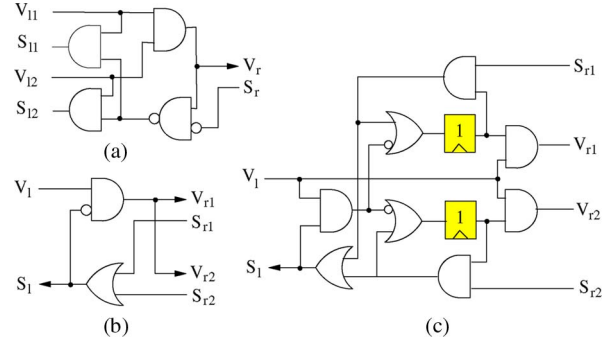 V_l1
S_l1
V_l2
S_l2
V_r
S_r
(a)
V_l
S_l
V_r1
S_r1
V_r2
S_r2
(b)
S_r1
1
V_r1
V_l
1
V_r2
S_l
S_r2
(c)